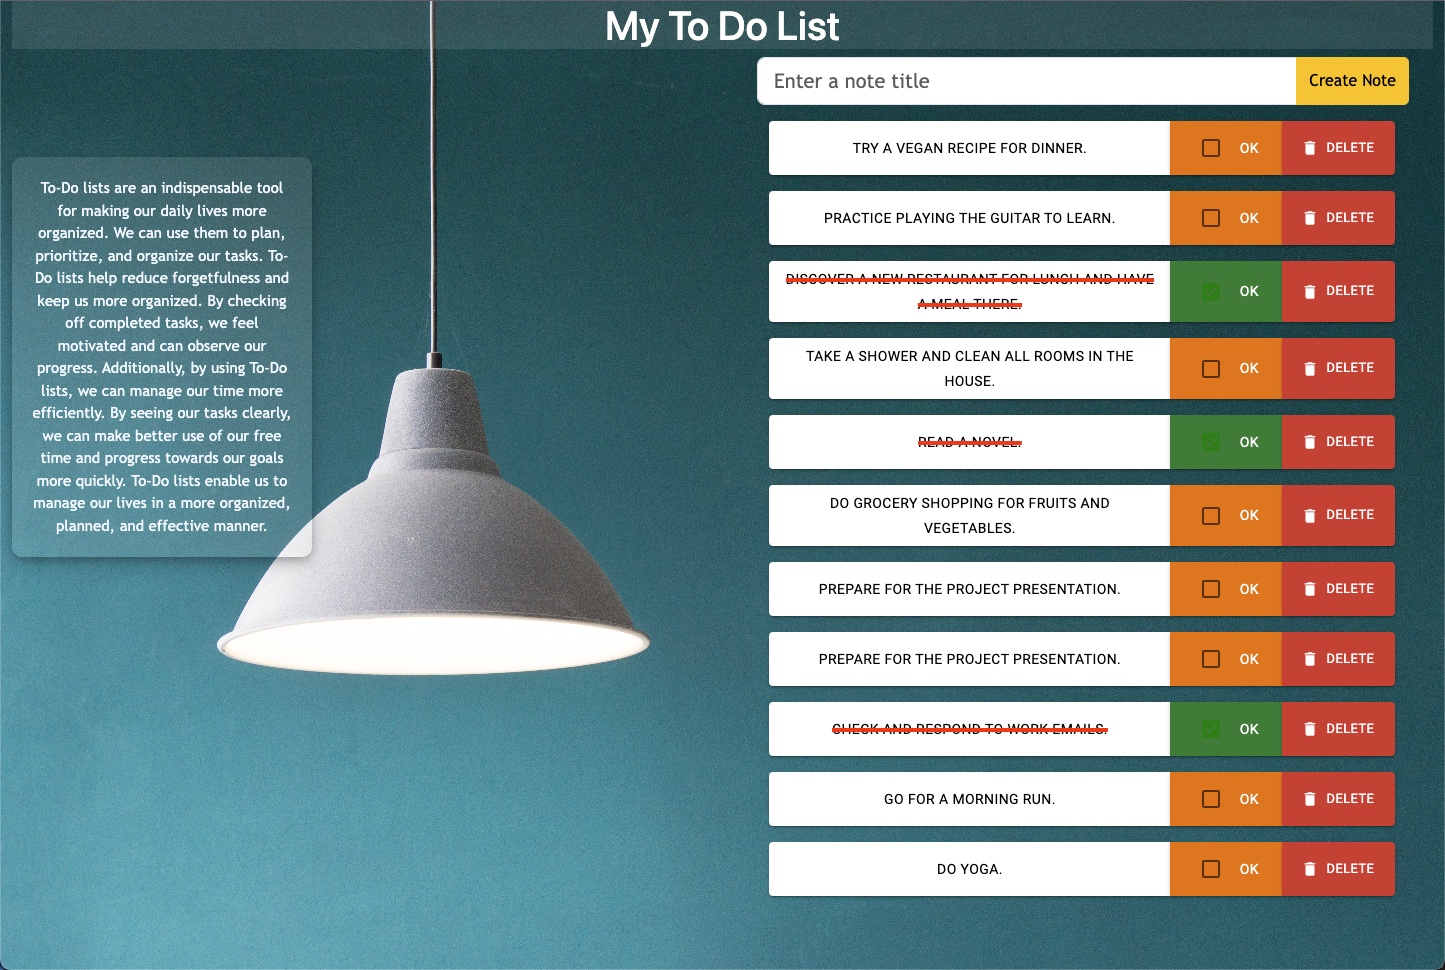 My To Do List
Enter a note title
Create Note
To-Do lists are an indispensable tool
for making our daily lives more
organized. We can use them to plan,
prioritize, and organize our tasks. To-
Do lists help reduce forgetfulness and
keep us more organized. By checking
off completed tasks, we feel
motivated and can observe our
progress. Additionally, by using To-Do
lists, we can manage our time more
efficiently. By seeing our tasks clearly,
we can make better use of our free
time and progress towards our goals
more quickly. To-Do lists enable us to
manage our lives in a more organized,
planned, and effective manner.
TRY A VEGAN RECIPE FOR DINNER. OK DELETE
PRACTICE PLAYING THE GUITAR TO LEARN. OK DELETE
DISCOVER A NEW RESTAURANT FOR LUNCH AND HAVE
A MEAL THERE. OK DELETE
TAKE A SHOWER AND CLEAN ALL ROOMS IN THE
HOUSE. OK DELETE
READ A NOVEL. OK DELETE
DO GROCERY SHOPPING FOR FRUITS AND
VEGETABLES. OK DELETE
PREPARE FOR THE PROJECT PRESENTATION. OK DELETE
PREPARE FOR THE PROJECT PRESENTATION. OK DELETE
CHECK AND RESPOND TO WORK EMAILS. OK DELETE
GO FOR A MORNING RUN. OK DELETE
DO YOGA. OK DELETE